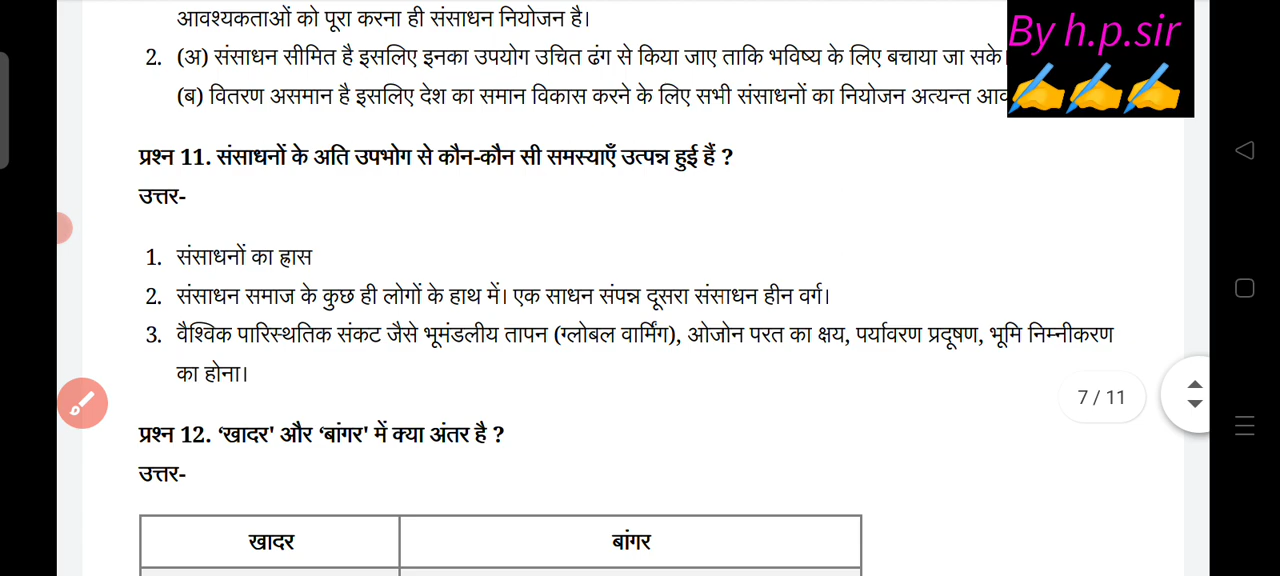 आवश्यकताओं को पूरा करना ही संसाधन नियोजन है।
By h.p.sir
2. (अ) संसाधन सीमित है इसलिए इनका उपयोग उचित ढंग से किया जाए ताकि भविष्य के लिए बचाया जा सके।
(ब) वितरण असमान है इसलिए देश का समान विकास करने के लिए सभी संसाधनों का नियोजन अत्यन्त
प्रश्न 11. संसाधनों के अति उपभोग से कौन-कौन सी समस्याएँ उत्पन्न हुई हैं ?
उत्तर-
1. संसाधनों का ह्रास
2. संसाधन समाज के कुछ ही लोगों के हाथ में। एक साधन संपन्न दूसरा संसाधन हीन वर्ग।
3. वैश्विक पारिस्थतिक संकट जैसे भूमंडलीय तापन (ग्लोबल वार्मिंग), ओजोन परत का क्षय, पर्यावरण प्रदूषण, भूमि निम्नीकरण
का होना।
7 / 11
प्रश्न 12. ‘खादर' और ‘बांगर' में क्या अंतर है ?
उत्तर-
खादर बांगर